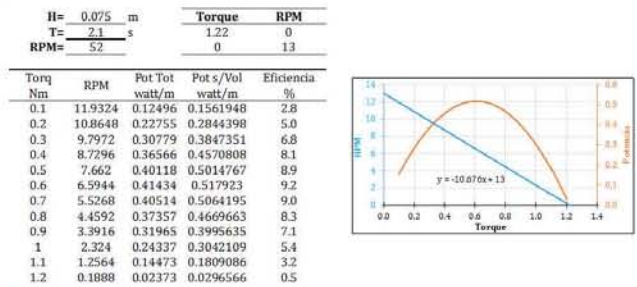 H= 0.075 m
T= 2.1 s
RPM= 52
Torque RPM
1.22 0
0 13
Torq Nm RPM Pot Tot watt/m Pot s/Vol watt/m Eficiencia %
0.1 11.9324 0.12496 0.1561948 2.8
0.2 10.8648 0.22755 0.2844398 5.0
0.3 9.7972 0.30779 0.3847351 6.8
0.4 8.7296 0.36566 0.4570808 8.1
0.5 7.662 0.40118 0.5014767 8.9
0.6 6.5944 0.41434 0.517923 9.2
0.7 5.5268 0.40514 0.5064195 9.0
0.8 4.4592 0.37357 0.4669663 8.3
0.9 3.3916 0.31965 0.3995635 7.1
1 2.324 0.24337 0.3042109 5.4
1.1 1.2564 0.14473 0.1809086 3.2
1.2 0.1888 0.02373 0.0296566 0.5
RPM
14
12
10
8
6
4
2
0
y = -10.676x + 13
0.6
0.5
0.4
0.3
0.2
0.1
0.0
Potencia
0.0 0.2 0.4 0.6 0.8 1.0 1.2 1.4
Torque